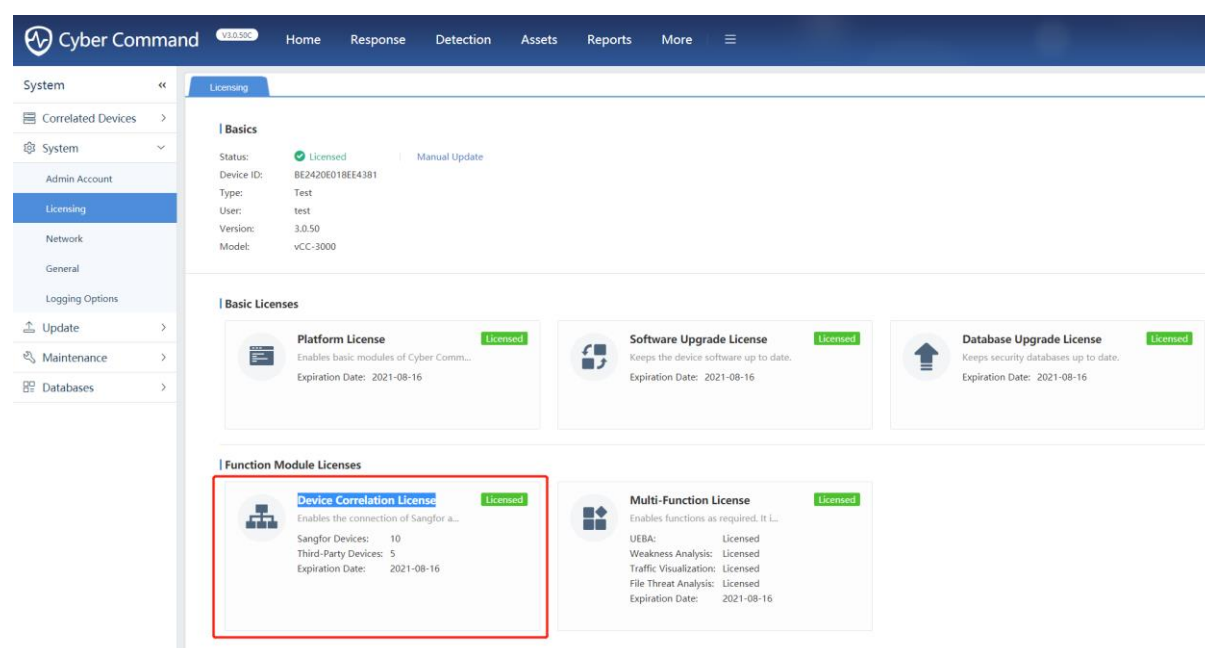 Cyber Command V3.0.50C Home Response Detection Assets Reports More
System
Correlated Devices
System
Admin Account
Licensing
Network
General
Logging Options
Update
Maintenance
Databases
Licensing
Basics
Status: Licensed Manual Update
Device ID: BE2420E018EE4381
Type: Test
User: test
Version: 3.0.50
Model: vCC-3000
Basic Licenses
Platform License Licensed
Enables basic modules of Cyber Comm...
Expiration Date: 2021-08-16
Software Upgrade License Licensed
Keeps the device software up to date.
Expiration Date: 2021-08-16
Database Upgrade License Licensed
Keeps security databases up to date.
Expiration Date: 2021-08-16
Function Module Licenses
Device Correlation License Licensed
Enables the connection of Sangfor a...
Sangfor Devices: 10
Third-Party Devices: 5
Expiration Date: 2021-08-16
Multi-Function License Licensed
Enables functions as required. It i...
UEBA: Licensed
Weakness Analysis: Licensed
Traffic Visualization: Licensed
File Threat Analysis: Licensed
Expiration Date: 2021-08-16